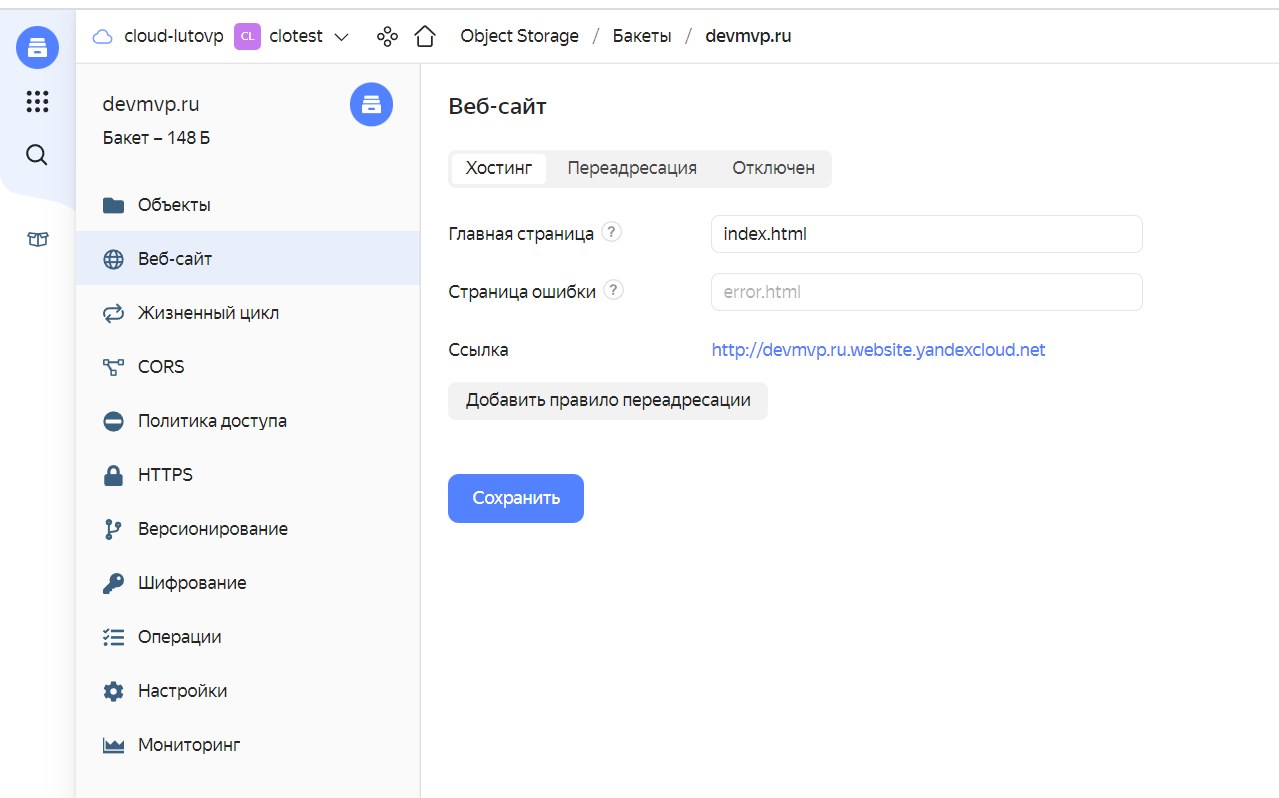 cloud-lutovp CL clotest Object Storage / Бакеты / devmvp.ru
devmvp.ru
Бакет – 148 Б
Объекты
Веб-сайт
Жизненный цикл
CORS
Политика доступа
HTTPS
Версионирование
Шифрование
Операции
Настройки
Мониторинг
Веб-сайт
Хостинг Переадресация Отключен
Главная страница ? index.html
Страница ошибки ? error.html
Ссылка http://devmvp.ru.website.yandexcloud.net
Добавить правило переадресации
Сохранить